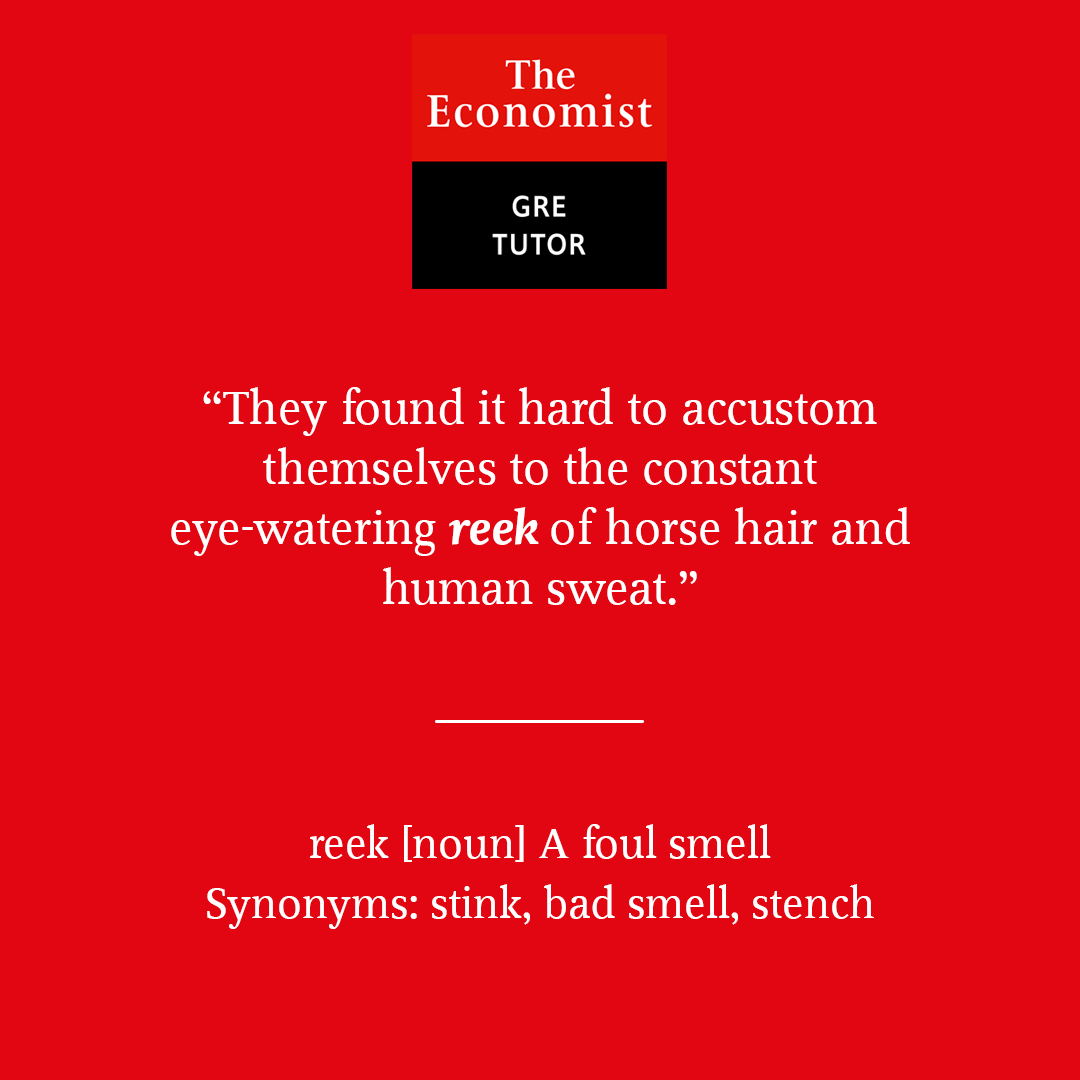 The
Economist
GRE
TUTOR
“They found it hard to accustom
themselves to the constant
eye-watering reek of horse hair and
human sweat.”
reek [noun] A foul smell
Synonyms: stink, bad smell, stench